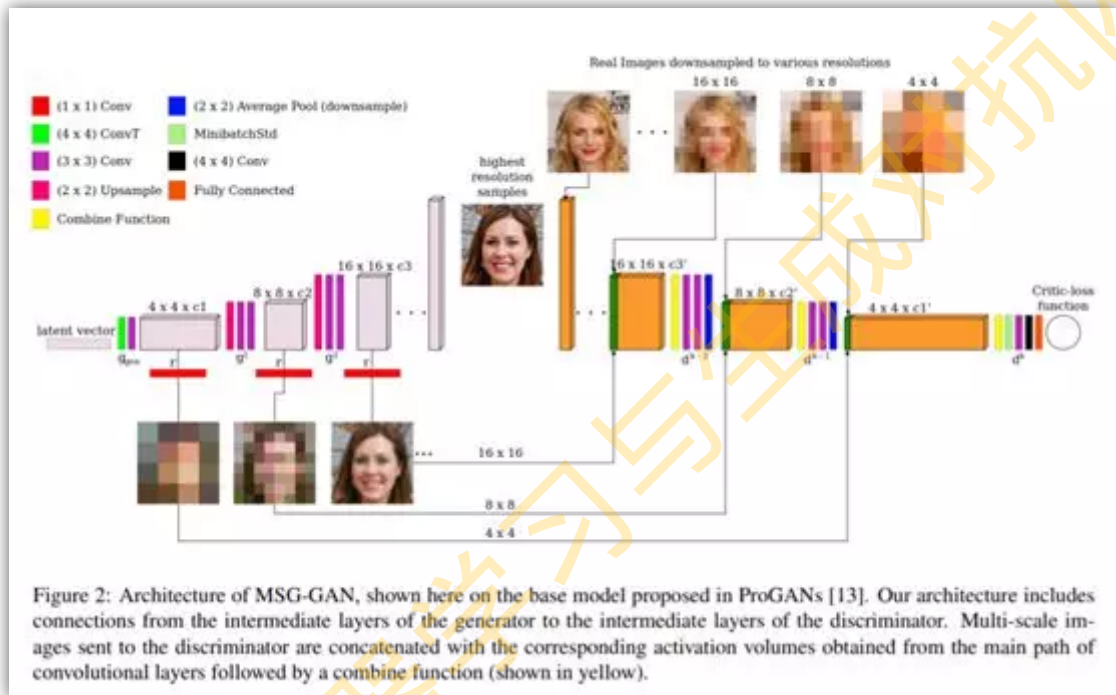 Real Images downsampled to various resolutions
16 x 16
8 x 8
4 x 4
(1 x 1) Conv
(2 x 2) Average Pool (downsample)
(4 x 4) ConvT
MinibatchStd
(3 x 3) Conv
(4 x 4) Conv
(2 x 2) Upsample
Fully Connected
Combine Function
highest
resolution
samples
16 x 16 x c3
8 x 8 x c2
4 x 4 x c1
latent vector
16 x 16 x c3'
8 x 8 x c2'
4 x 4 x c1'
Critic-loss
function
r
r
r
16 x 16
8 x 8
4 x 4
Figure 2: Architecture of MSG-GAN, shown here on the base model proposed in ProGANs [13]. Our architecture includes
connections from the intermediate layers of the generator to the intermediate layers of the discriminator. Multi-scale im-
ages sent to the discriminator are concatenated with the corresponding activation volumes obtained from the main path of
convolutional layers followed by a combine function (shown in yellow).
学习与生成对抗